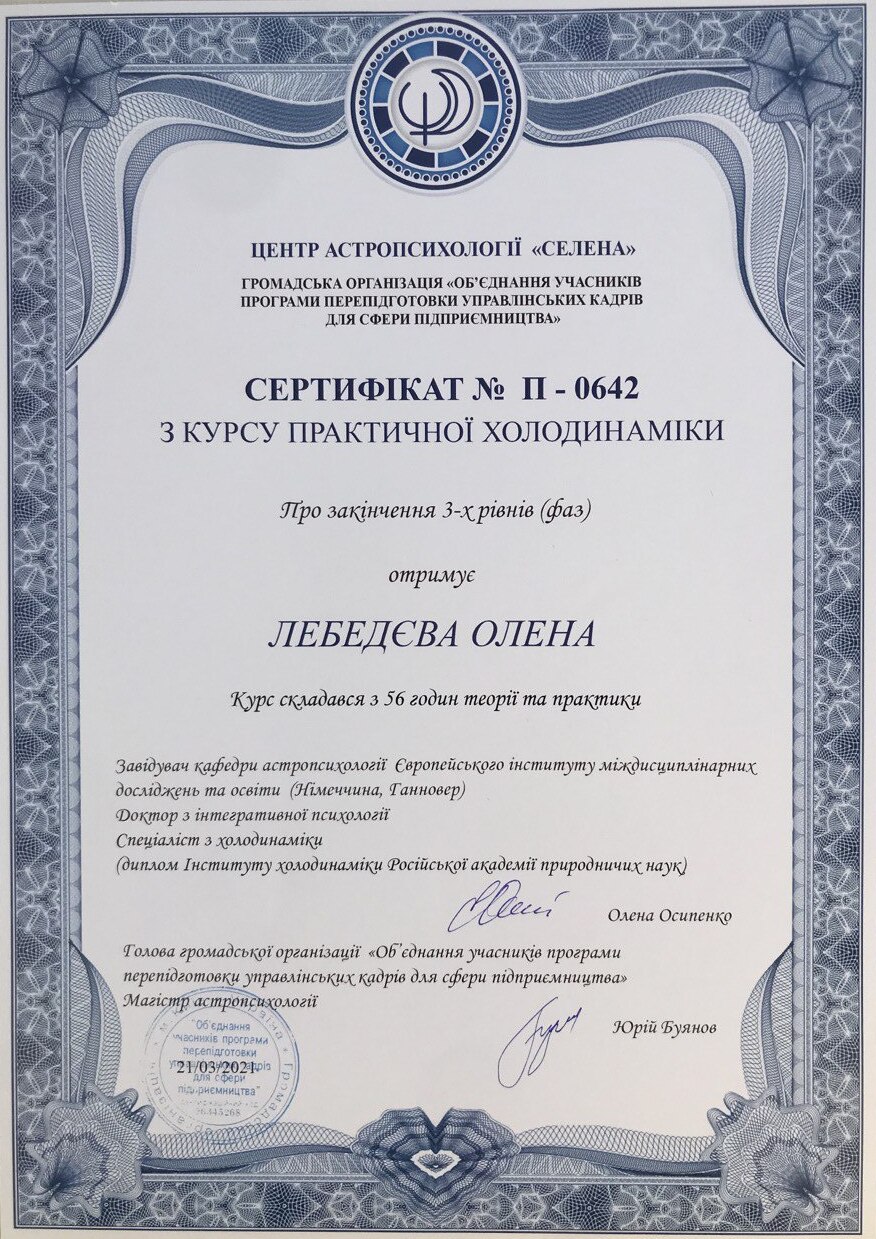 ЦЕНТР АСТРОПСИХОЛОГІЇ «СЕЛЕНА»
ГРОМАДСЬКА ОРГАНІЗАЦІЯ «ОБ’ЄДНАННЯ УЧАСНИКІВ
ПРОГРАМИ ПЕРЕПІДГОТОВКИ УПРАВЛІНСЬКИХ КАДРІВ
ДЛЯ СФЕРИ ПІДПРИЄМНИЦТВА»
СЕРТИФІКАТ № П - 0642
З КУРСУ ПРАКТИЧНОЇ ХОЛОДИНАМІКИ
Про закінчення 3-х рівнів (фаз)
отримує
ЛЕБЕДЄВА ОЛЕНА
Курс складався з 56 годин теорії та практики
Завідувач кафедри астропсихології Європейського інституту міждисциплінарних
досліджень та освіти (Німеччина, Ганновер)
Доктор з інтегративної психології
Спеціаліст з холодинаміки
(диплом Інституту холодинаміки Російської академії природничих наук)
Олена Осипенко
Голова громадської організації «Об’єднання учасників програми
перепідготовки управлінських кадрів для сфери підприємництва»
Магістр астропсихології
Юрій Буянов
"Об'єднання
учасників програми
перепідготовки
управлінських кадрів
21/03/2021
для сфери
підприємництва"